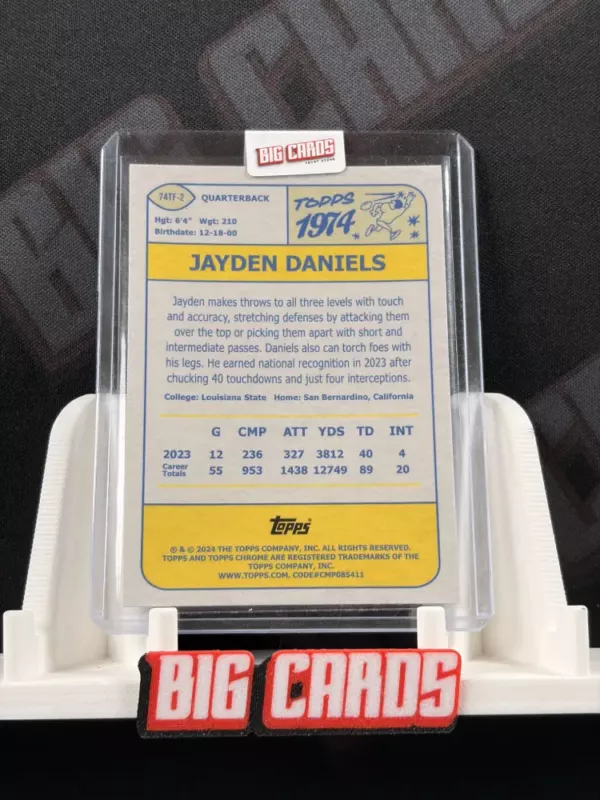 BIG CARDS
BIG CARDS
74TF-2
QUARTERBACK
Hgt: 6'4" Wgt: 210
Birthdate: 12-18-00
TOPPS
1974
JAYDEN DANIELS
Jayden makes throws to all three levels with touch
and accuracy, stretching defenses by attacking them
over the top or picking them apart with short and
intermediate passes. Daniels also can torch foes with
his legs. He earned national recognition in 2023 after
chucking 40 touchdowns and just four interceptions.
College: Louisiana State Home: San Bernardino, California
G CMP ATT YDS TD INT
2023 12 236 327 3812 40 4
Career Totals 55 953 1438 12749 89 20
Topps
® & © 2024 THE TOPPS COMPANY, INC. ALL RIGHTS RESERVED.
TOPPS AND TOPPS CHROME ARE REGISTERED TRADEMARKS OF THE
TOPPS COMPANY, INC.
WWW.TOPPS.COM. CODE#CMP085411
BIG CARDS